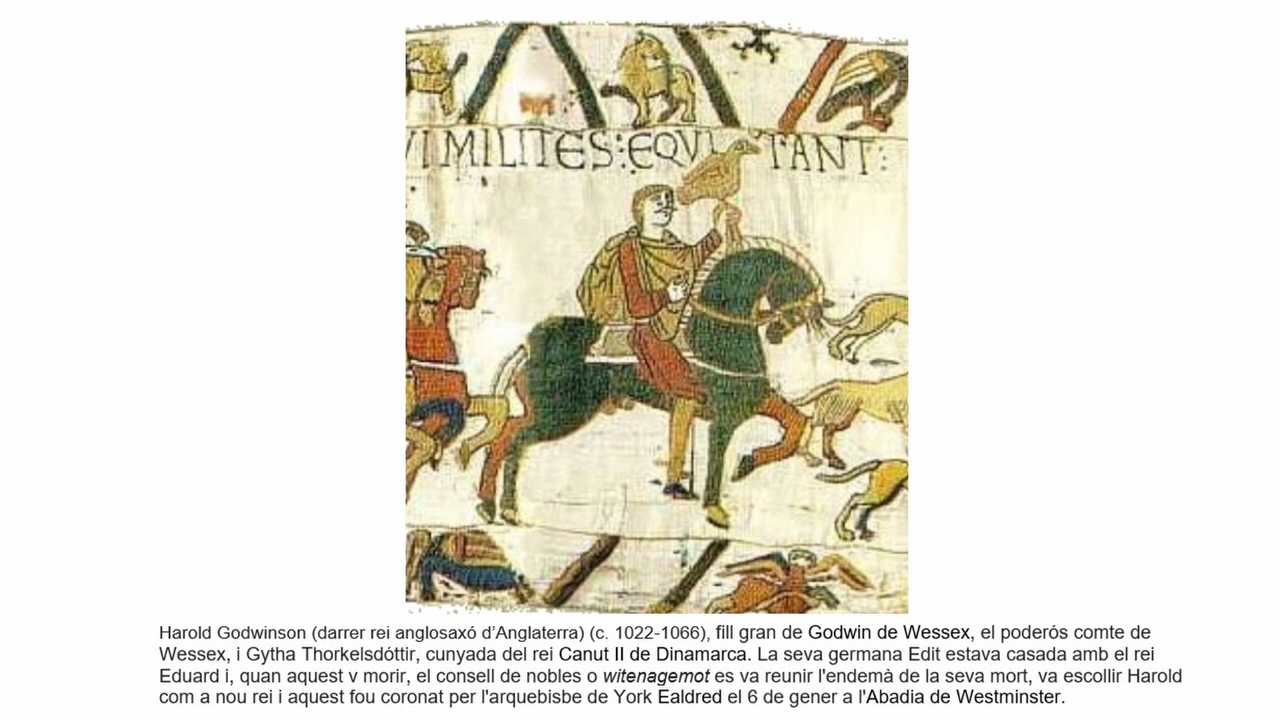 VI MILITES: EQVITANT:
Harold Godwinson (darrer rei anglosaxó d’Anglaterra) (c. 1022-1066), fill gran de Godwin de Wessex, el poderós comte de
Wessex, i Gytha Thorkelsdóttir, cunyada del rei Canut II de Dinamarca. La seva germana Edit estava casada amb el rei
Eduard i, quan aquest v morir, el consell de nobles o witenagemot es va reunir l'endemà de la seva mort, va escollir Harold
com a nou rei i aquest fou coronat per l'arquebisbe de York Ealdred el 6 de gener a l'Abadia de Westminster.